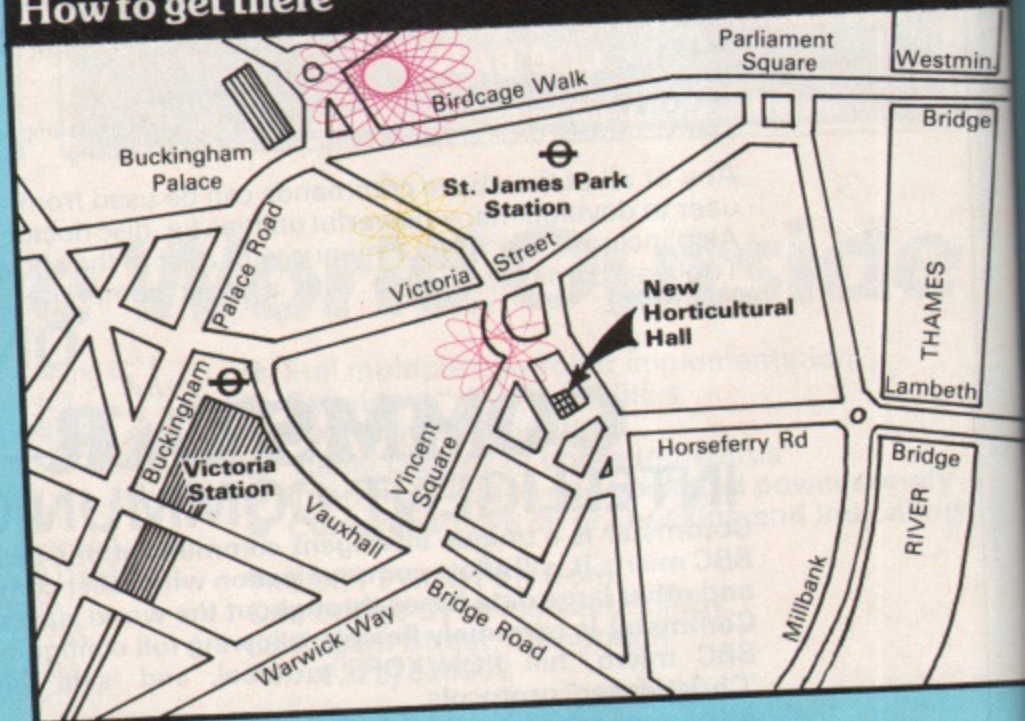 How to get there
Parliament
Square
Westmin.
Birdcage Walk
Bridge
Buckingham
Palace
St. James Park
Station
Palace Road
Victoria
Street
New
Horticultural
Hall
THAMES
Lambeth
Buckingham
Victoria
Station
Vincent
Square
Horseferry Rd
Bridge
Vauxhall
RIVER
Millbank
Bridge Road
Warwick Way